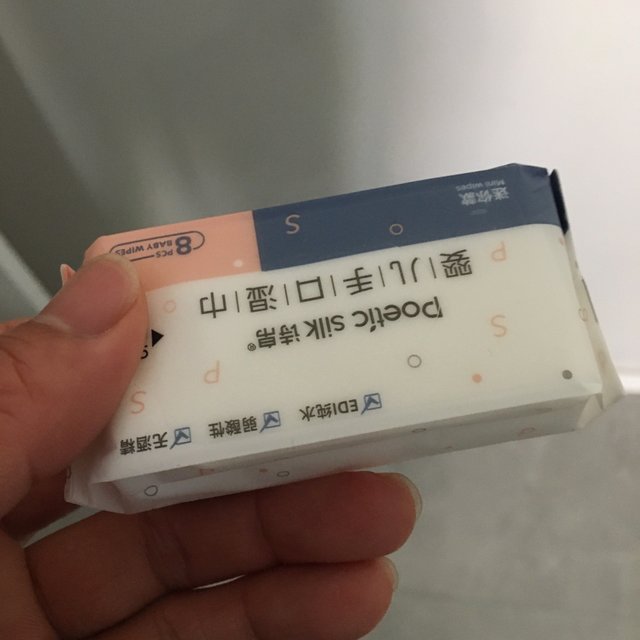 Poetic silk 诗帛®
婴儿手口湿巾
EDI纯水 弱酸性 无酒精
迷你款
Mini wipes
8 PCS
BABY WIPES
S
P
S
P
S